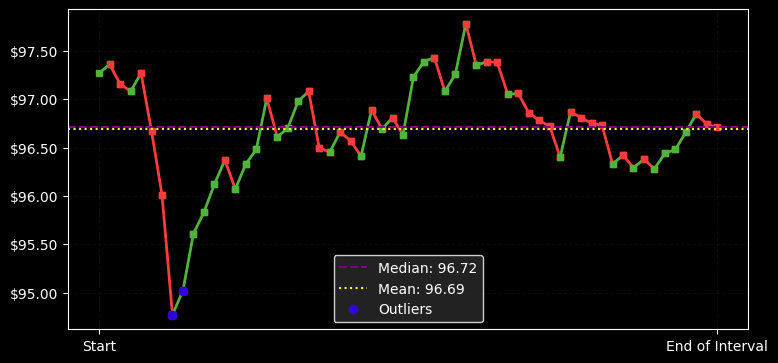 $97.50
$97.00
$96.50
$96.00
$95.50
$95.00
Median: 96.72
Mean: 96.69
Outliers
Start
End of Interval